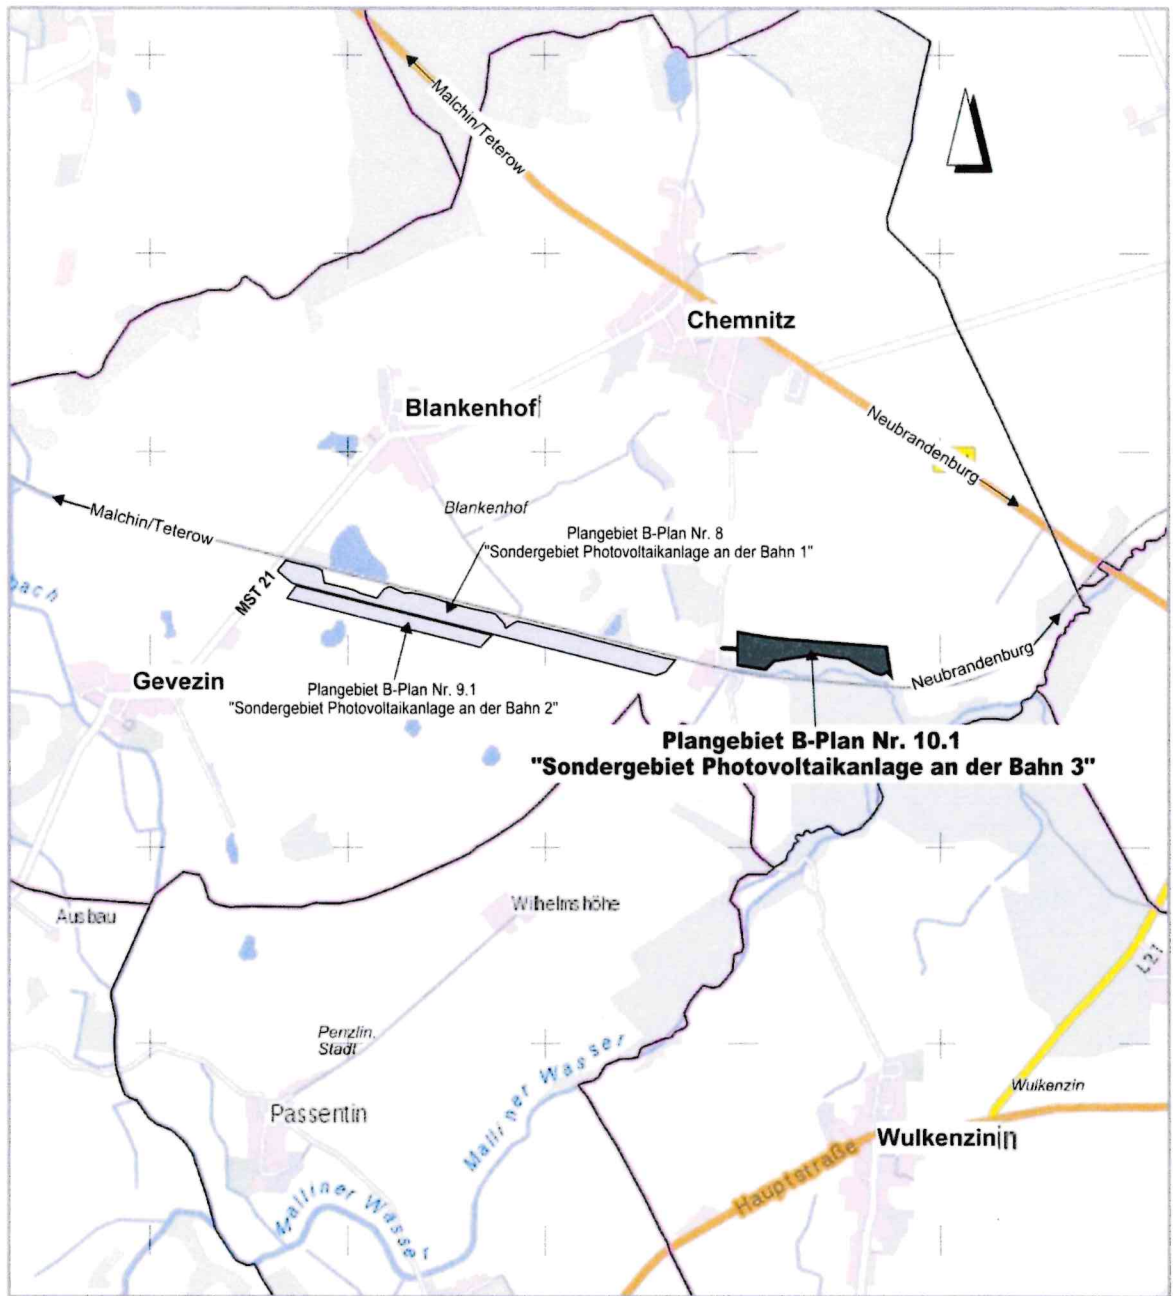 Malchin/Teterow
Chemnitz
Blankenhof
Neubrandenburg
Blankenhof
Malchin/Teterow
Plangebiet B-Plan Nr. 8
"Sondergebiet Photovoltaikanlage an der Bahn 1"
MST 21
bach
Gevezin
Neubrandenburg
Plangebiet B-Plan Nr. 9.1
"Sondergebiet Photovoltaikanlage an der Bahn 2"
Plangebiet B-Plan Nr. 10.1
"Sondergebiet Photovoltaikanlage an der Bahn 3"
Ausbau
Wilhelmshöhe
L27
Penzlin,
Stadt
Malliner Wasser
Wulkenzin
Passentin
Wulkenzin
Hauptstraße
Malliner Wasser